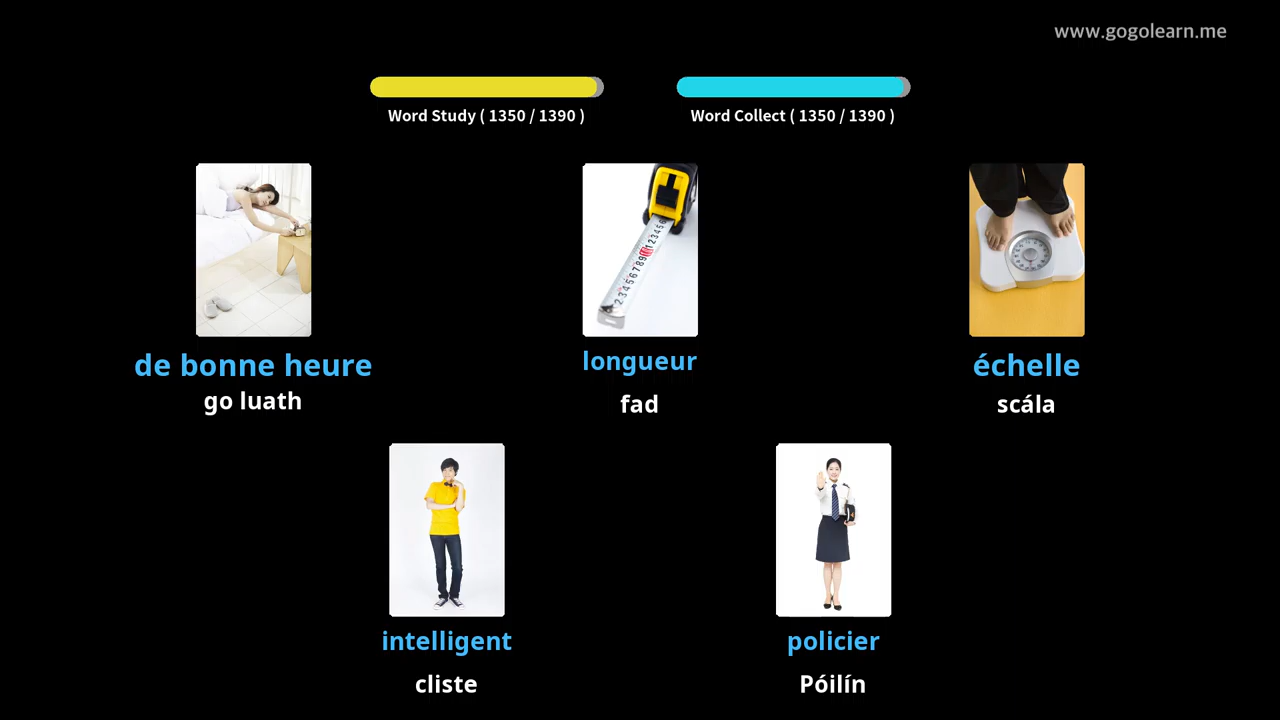 www.gogolearn.me
Word Study ( 1350 / 1390 )
Word Collect ( 1350 / 1390 )
de bonne heure
go luath
longueur
fad
échelle
scála
intelligent
cliste
policier
Póilín